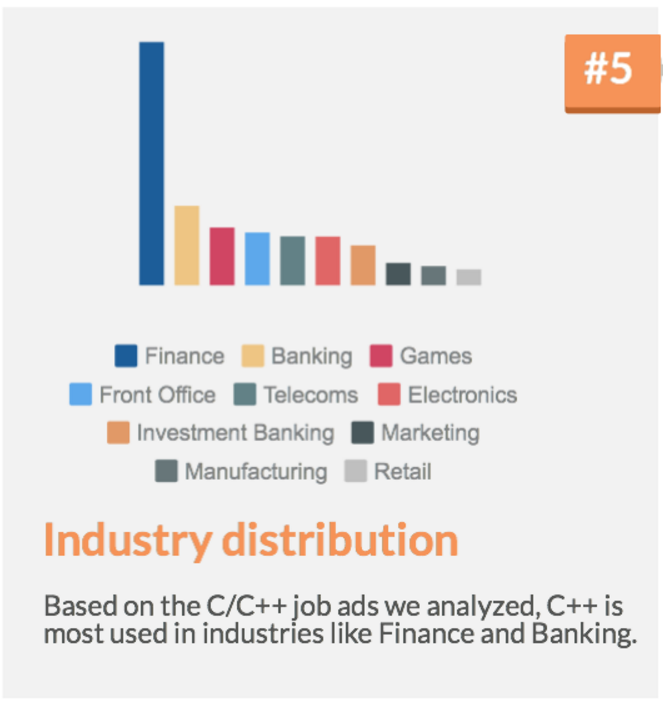 #5
Finance Banking Games
Front Office Telecoms Electronics
Investment Banking Marketing
Manufacturing Retail
Industry distribution
Based on the C/C++ job ads we analyzed, C++ is
most used in industries like Finance and Banking.